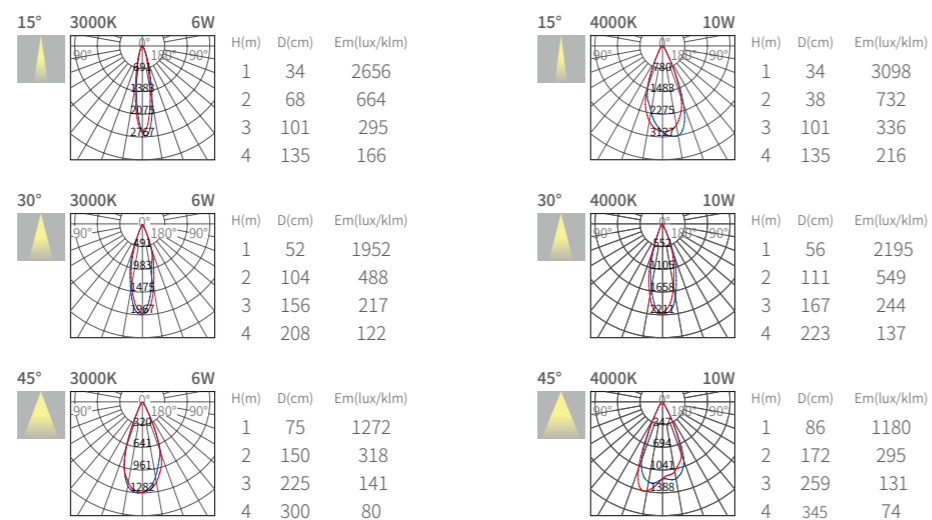 15° 3000K 6W
H(m) D(cm) Em(lux/klm)
0°
90° 180° 90°
691
1383
2075
2767
1 34 2656
2 68 664
3 101 295
4 135 166
15° 4000K 10W
H(m) D(cm) Em(lux/klm)
0°
90° 180° 90°
780
1483
2275
1 34 3098
2 38 732
3 101 336
4 135 216
30° 3000K 6W
H(m) D(cm) Em(lux/klm)
0°
90° 180° 90°
491
983
1475
1967
1 52 1952
2 104 488
3 156 217
4 208 122
30° 4000K 10W
H(m) D(cm) Em(lux/klm)
0°
90° 180° 90°
552
1105
1658
2211
1 56 2195
2 111 549
3 167 244
4 223 137
45° 3000K 6W
H(m) D(cm) Em(lux/klm)
0°
90° 180° 90°
320
641
961
1282
1 75 1272
2 150 318
3 225 141
4 300 80
45° 4000K 10W
H(m) D(cm) Em(lux/klm)
0°
90° 180° 90°
347
694
1041
1388
1 86 1180
2 172 295
3 259 131
4 345 74